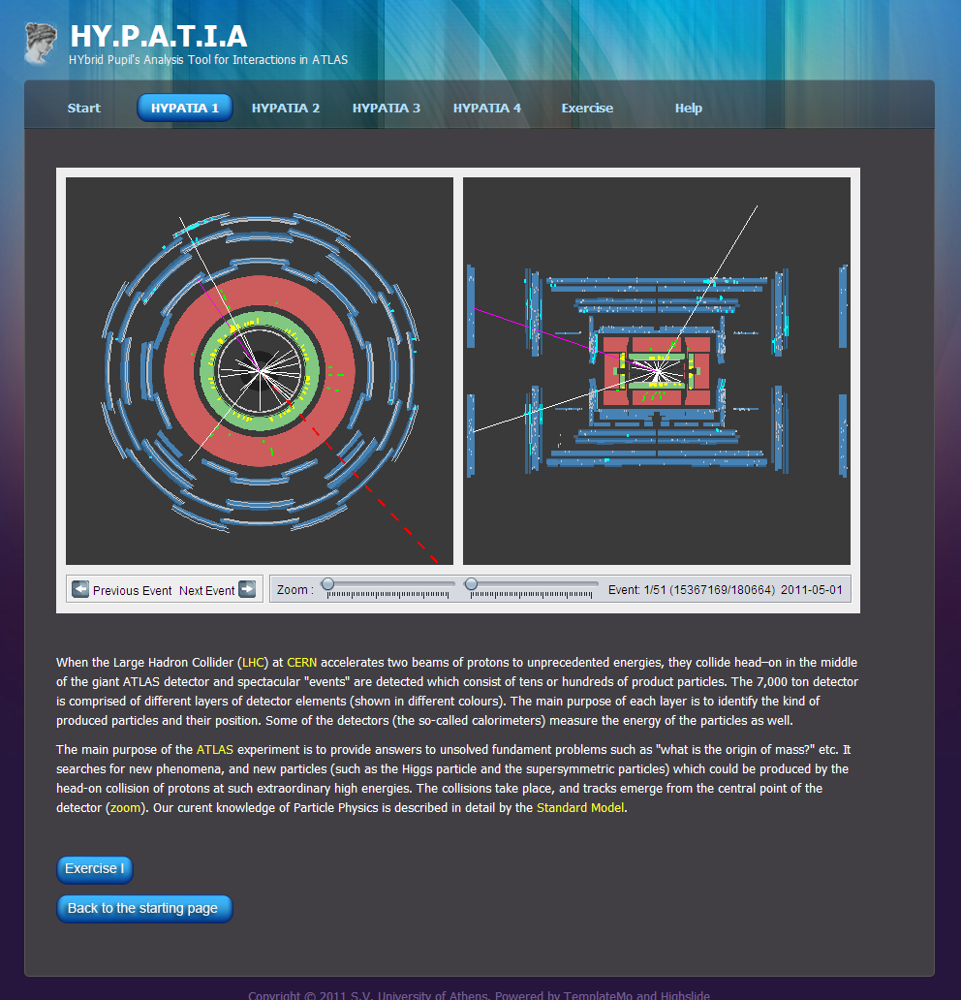 HY.P.A.T.I.A
HYbrid Pupil's Analysis Tool for Interactions in ATLAS
Start HYPATIA 1 HYPATIA 2 HYPATIA 3 HYPATIA 4 Exercise Help
Previous Event Next Event Zoom : Event: 1/51 (15367169/180664) 2011-05-01
When the Large Hadron Collider (LHC) at CERN accelerates two beams of protons to unprecedented energies, they collide head–on in the middle
of the giant ATLAS detector and spectacular "events" are detected which consist of tens or hundreds of product particles. The 7,000 ton detector
is comprised of different layers of detector elements (shown in different colours). The main purpose of each layer is to identify the kind of
produced particles and their position. Some of the detectors (the so-called calorimeters) measure the energy of the particles as well.
The main purpose of the ATLAS experiment is to provide answers to unsolved fundament problems such as "what is the origin of mass?" etc. It
searches for new phenomena, and new particles (such as the Higgs particle and the supersymmetric particles) which could be produced by the
head-on collision of protons at such extraordinary high energies. The collisions take place, and tracks emerge from the central point of the
detector (zoom). Our curent knowledge of Particle Physics is described in detail by the Standard Model.
Exercise I
Back to the starting page
Copyright © 2011 S.V. University of Athens. Powered by TemplateMo and Highslide